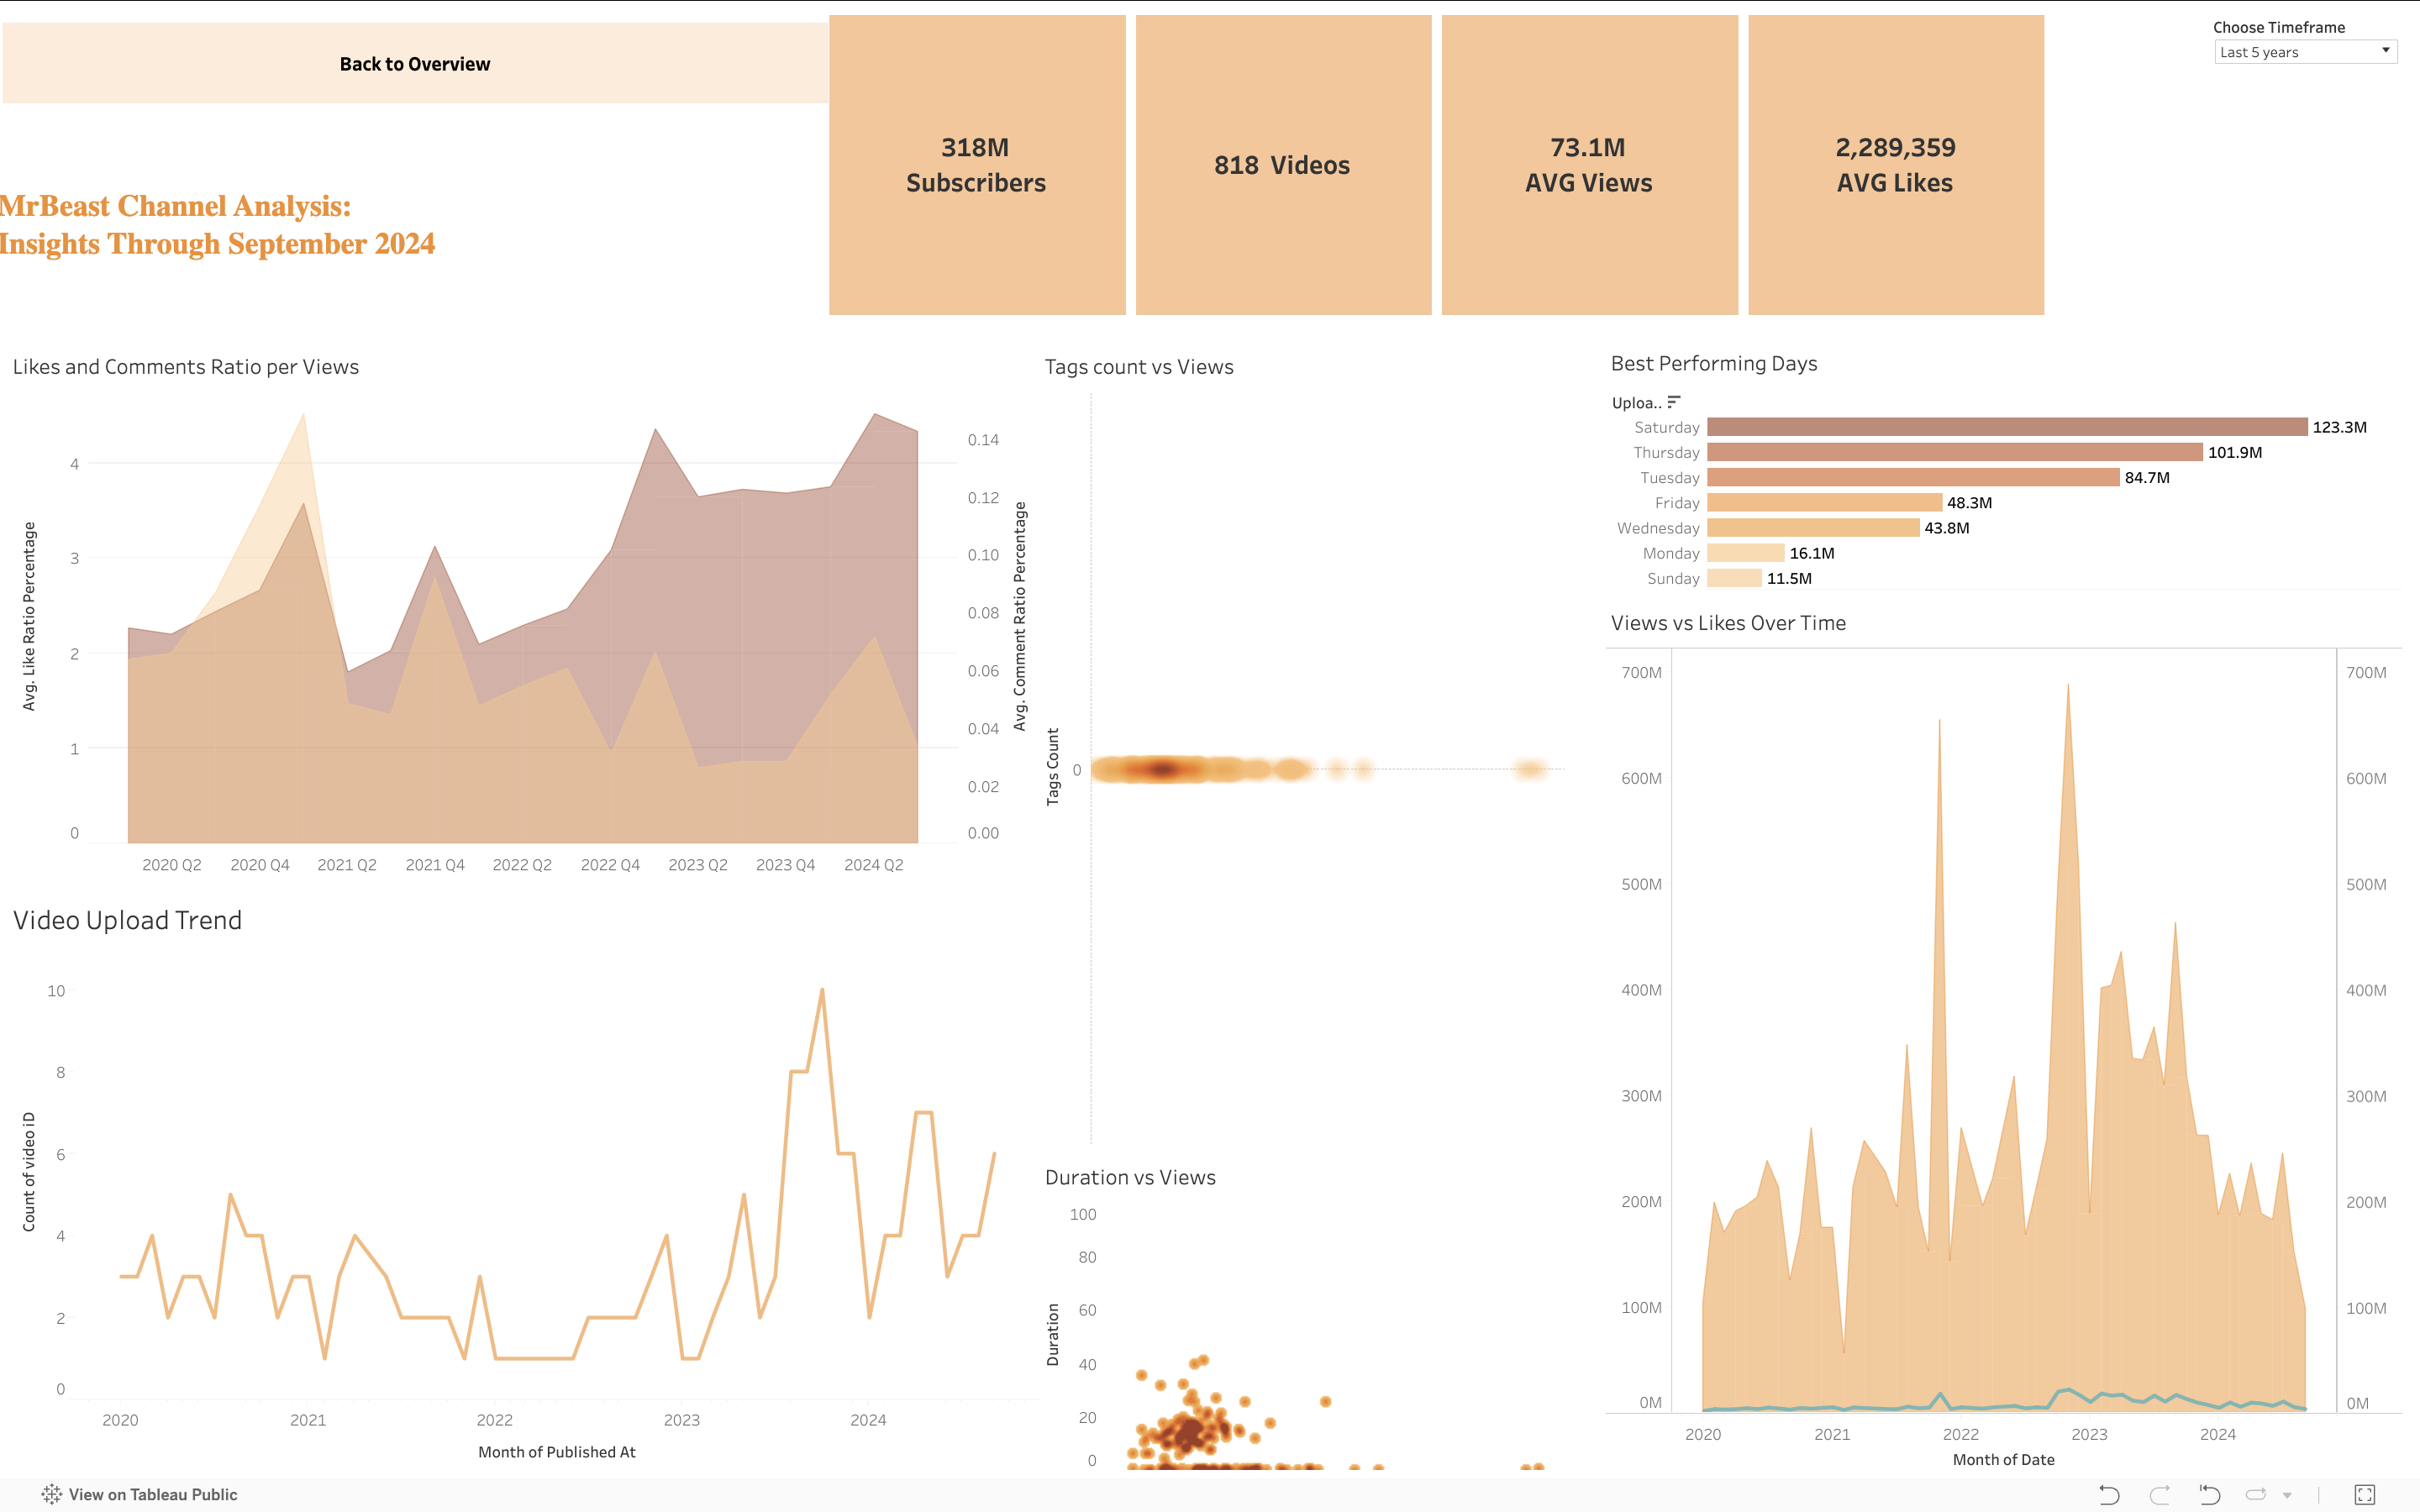 Back to Overview
MrBeast Channel Analysis:
Insights Through September 2024
318M
Subscribers
818 Videos
73.1M
AVG Views
2,289,359
AVG Likes
Choose Timeframe
Last 5 years
Likes and Comments Ratio per Views
Avg. Like Ratio Percentage
4
3
2
1
0
0.14
0.12
0.10
0.08
0.06
0.04
0.02
0.00
Avg. Comment Ratio Percentage
2020 Q2
2020 Q4
2021 Q2
2021 Q4
2022 Q2
2022 Q4
2023 Q2
2023 Q4
2024 Q2
Video Upload Trend
Count of video iD
10
8
6
4
2
0
2020
2021
2022
2023
2024
Month of Published At
Tags count vs Views
Tags Count
0
Duration vs Views
Duration
100
80
60
40
20
0
Best Performing Days
Uploa..
Saturday 123.3M
Thursday 101.9M
Tuesday 84.7M
Friday 48.3M
Wednesday 43.8M
Monday 16.1M
Sunday 11.5M
Views vs Likes Over Time
700M
600M
500M
400M
300M
200M
100M
0M
700M
600M
500M
400M
300M
200M
100M
0M
2020
2021
2022
2023
2024
Month of Date
View on Tableau Public